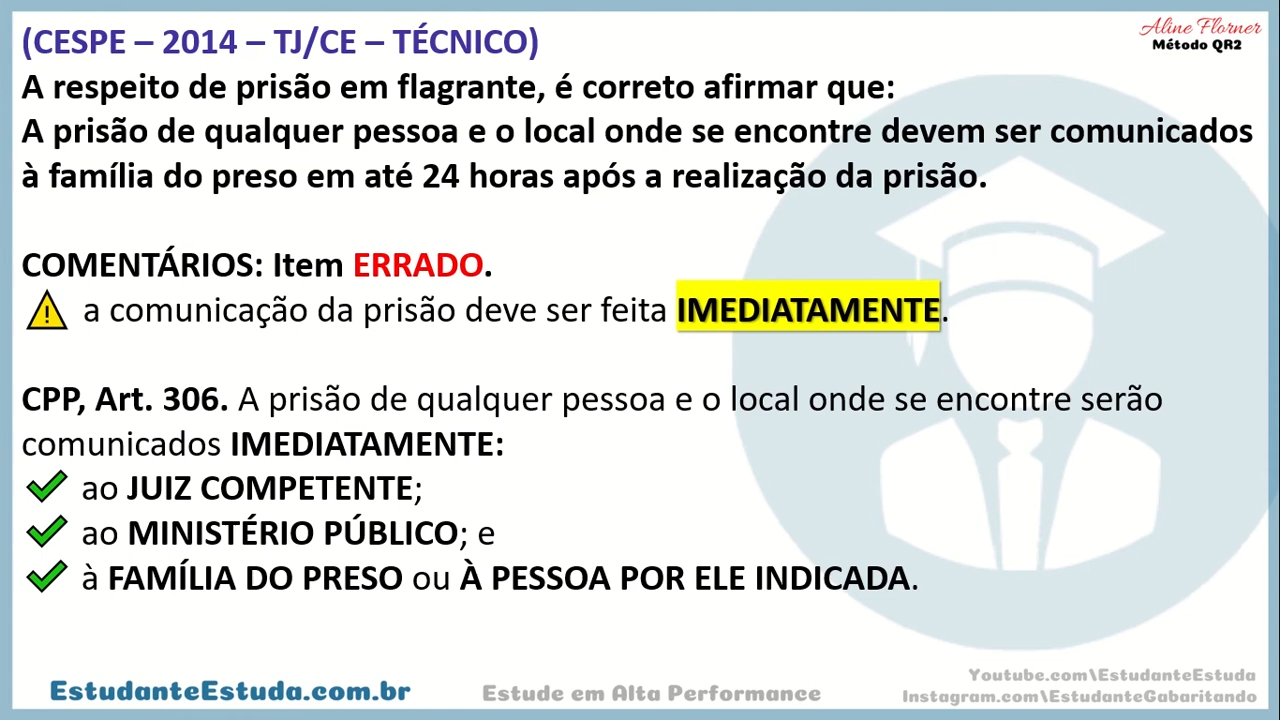 (CESPE – 2014 – TJ/CE – TÉCNICO)
Aline Florner
Método QR2
A respeito de prisão em flagrante, é correto afirmar que:
A prisão de qualquer pessoa e o local onde se encontre devem ser comunicados
à família do preso em até 24 horas após a realização da prisão.
COMENTÁRIOS: Item ERRADO.
a comunicação da prisão deve ser feita IMEDIATAMENTE.
CPP, Art. 306. A prisão de qualquer pessoa e o local onde se encontre serão
comunicados IMEDIATAMENTE:
ao JUIZ COMPETENTE;
ao MINISTÉRIO PÚBLICO; e
à FAMÍLIA DO PRESO ou À PESSOA POR ELE INDICADA.
EstudanteEstuda.com.br
Estude em Alta Performance
Youtube.com\EstudanteEstuda
Instagram.com\EstudanteGabaritando